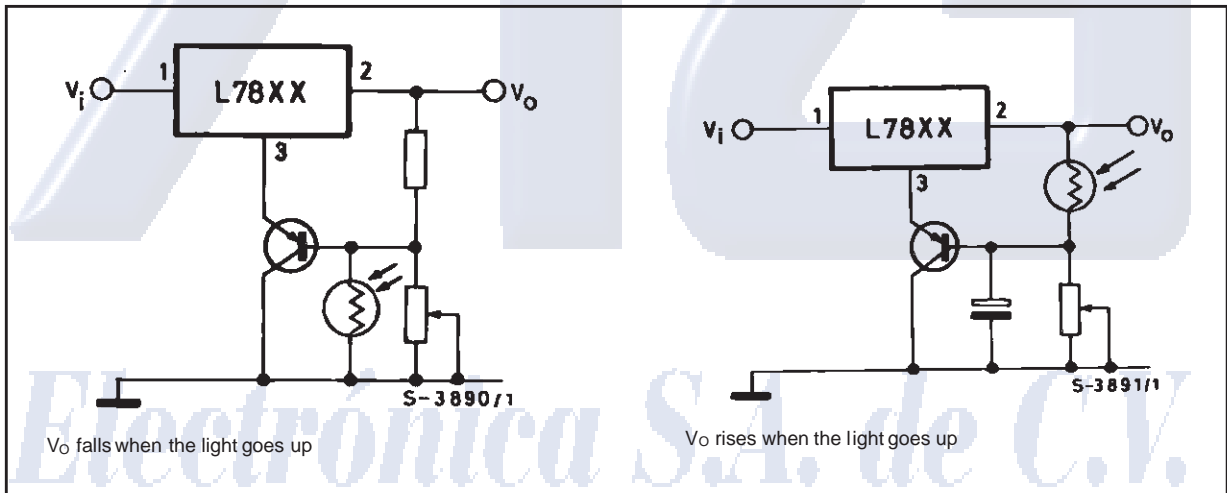 1
L78XX
2
Vi
Vo
3
S-3890/1
VO falls when the light goes up
1
L78XX
2
Vi
Vo
3
S-3891/1
VO rises when the light goes up
Electrónica S.A. de C.V.